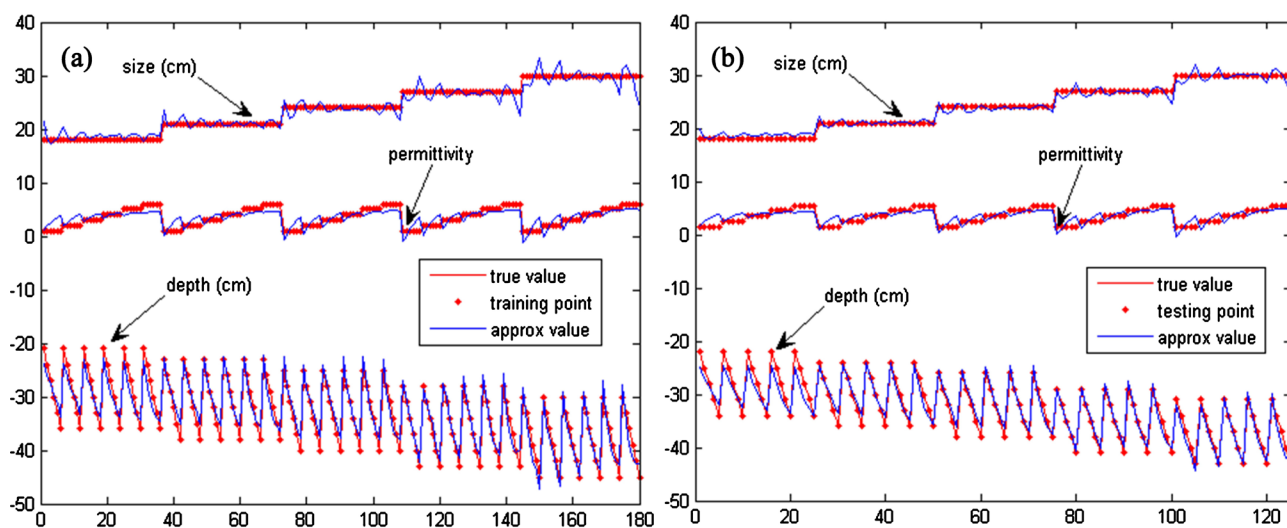 40
30
20
10
0
-10
-20
-30
-40
-50
(a)
size (cm)
permittivity
true value
training point
approx value
depth (cm)
0 20 40 60 80 100 120 140 160 180
40
30
20
10
0
-10
-20
-30
-40
-50
(b)
size (cm)
permittivity
true value
testing point
approx value
depth (cm)
0 20 40 60 80 100 120